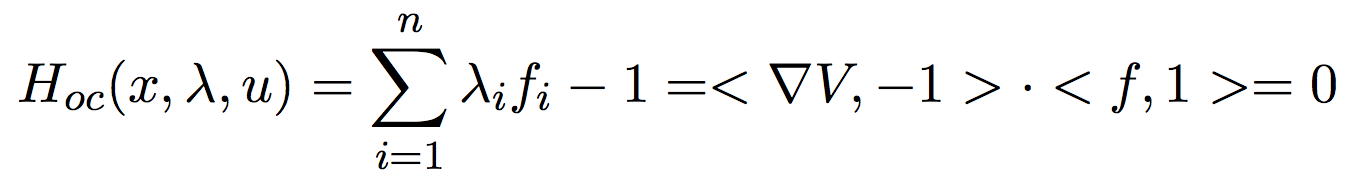 $H_{oc}(x, \lambda, u) = \sum_{i=1}^{n} \lambda_i f_i - 1 = < \nabla V, -1 > \cdot < f, 1 >= 0$